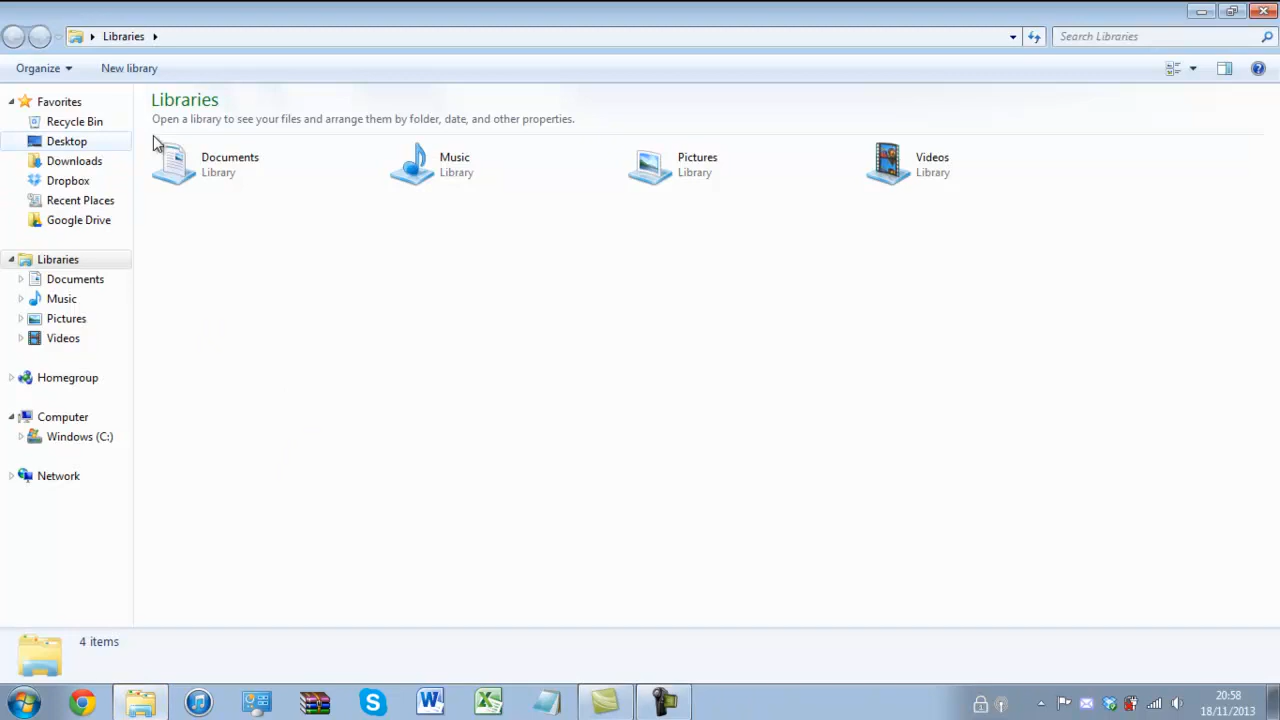 Libraries
Search Libraries
Organize
New library
Favorites
Recycle Bin
Desktop
Downloads
Dropbox
Recent Places
Google Drive
Libraries
Documents
Music
Pictures
Videos
Homegroup
Computer
Windows (C:)
Network
Libraries
Open a library to see your files and arrange them by folder, date, and other properties.
Documents
Library
Music
Library
Pictures
Library
Videos
Library
4 items
20:58
18/11/2013